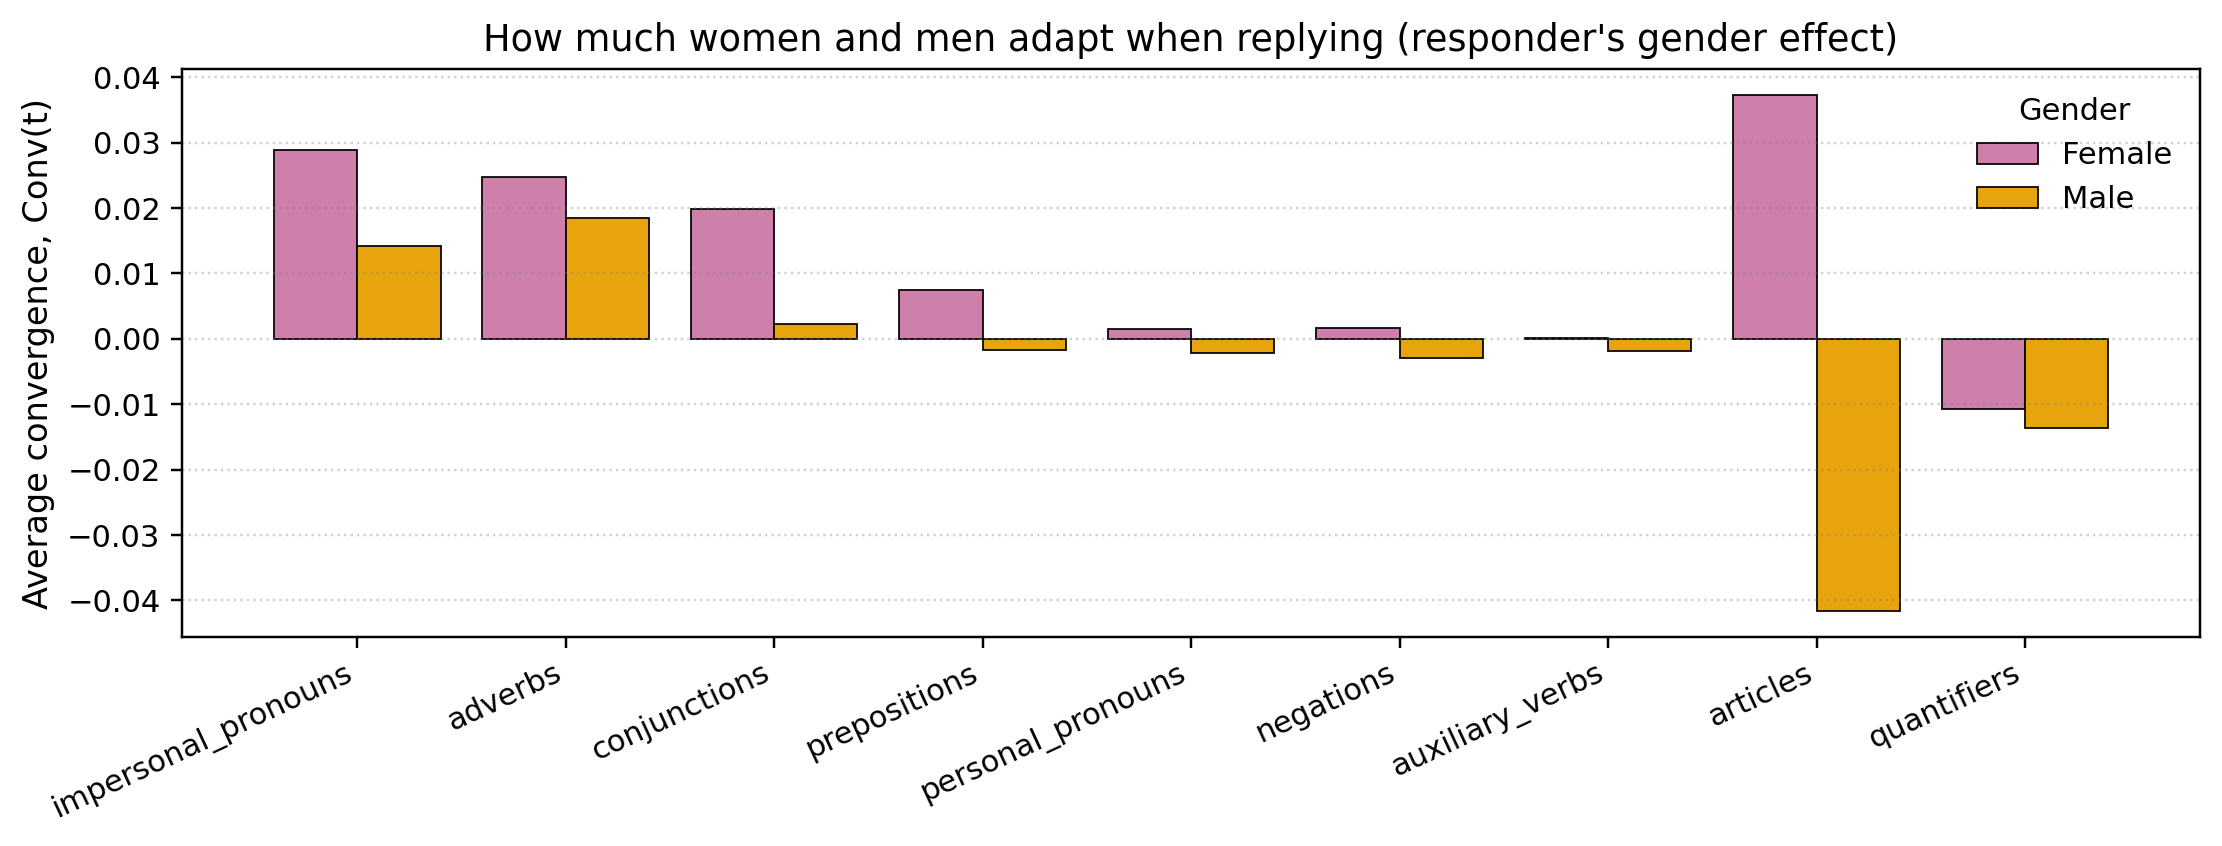 How much women and men adapt when replying (responder's gender effect)
Average convergence, Conv(t)
0.04
0.03
0.02
0.01
0.00
−0.01
−0.02
−0.03
−0.04
Gender
Female
Male
impersonal_pronouns
adverbs
conjunctions
prepositions
personal_pronouns
negations
auxiliary_verbs
articles
quantifiers